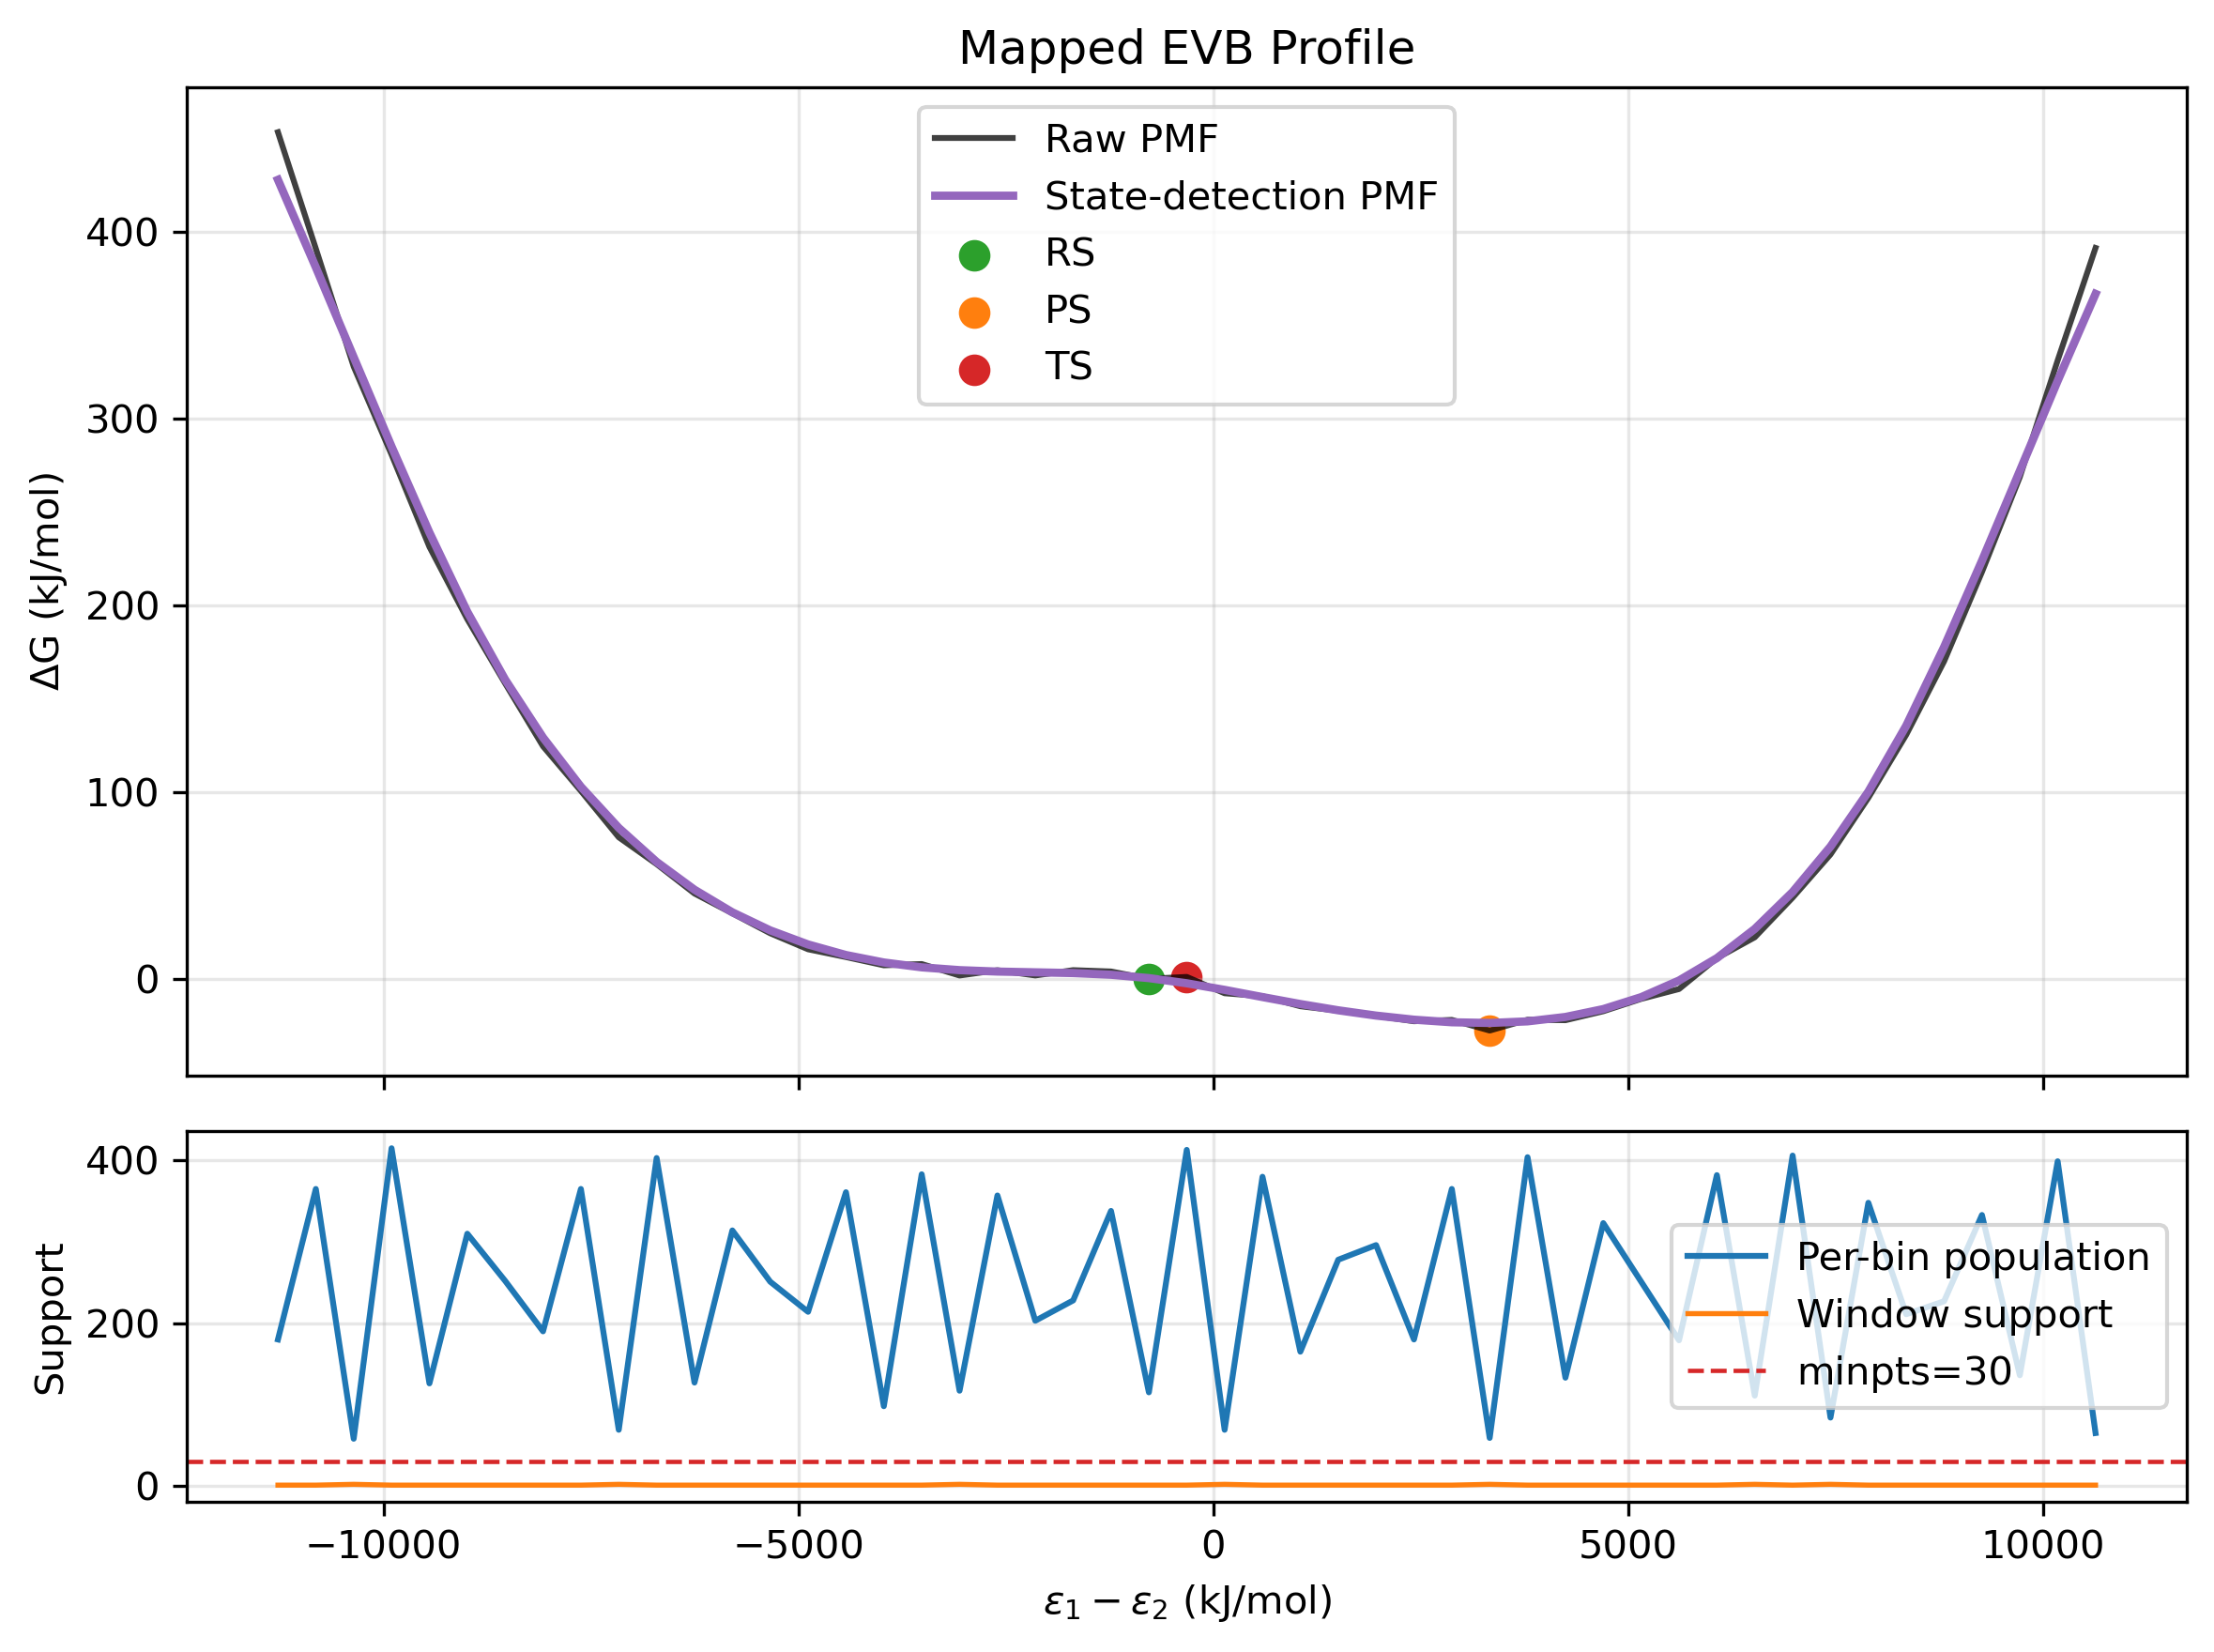 Mapped EVB Profile
Raw PMF
State-detection PMF
RS
PS
TS
ΔG (kJ/mol)
400
300
200
100
0
Support
400
200
0
Per-bin population
Window support
minpts=30
−10000
−5000
0
5000
10000
ε₁ − ε₂ (kJ/mol)